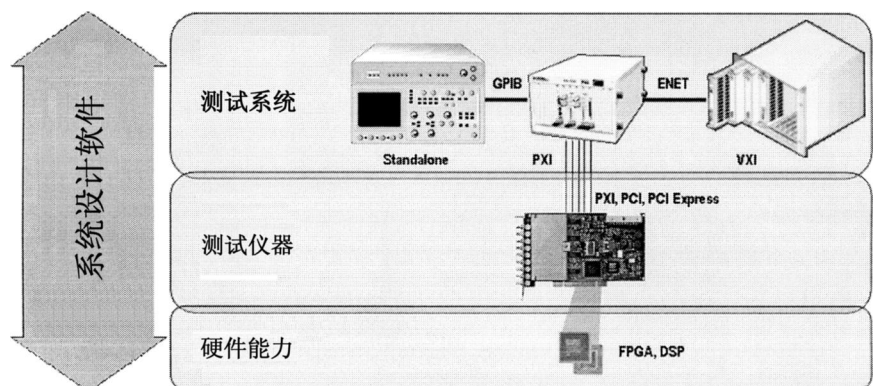 系统设计软件
测试系统
GPIB
ENET
Standalone
PXI
VXI
PXI, PCI, PCI Express
测试仪器
硬件能力
FPGA, DSP